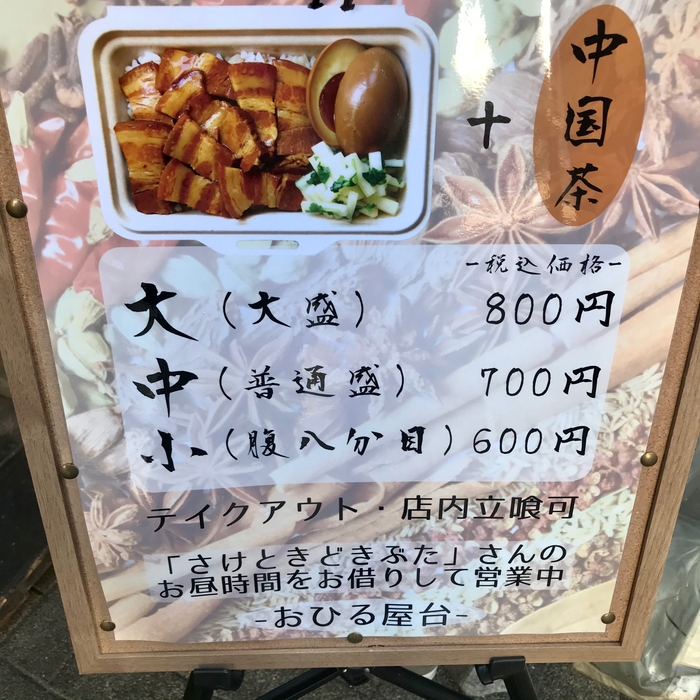 +
中国茶
-税込価格-
大(大盛) 800円
中(普通盛) 700円
小(腹八分目) 600円
テイクアウト・店内立喰可
「さけときどきぶた」さんの
お昼時間をお借りして営業中
-おひる屋台-